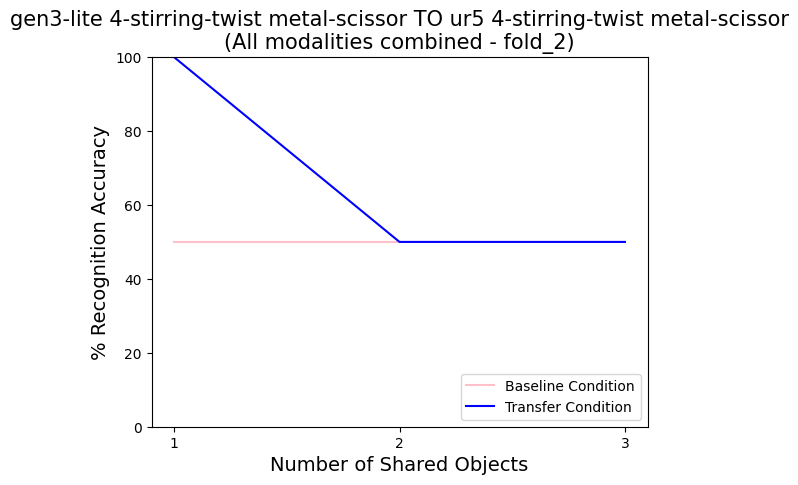 gen3-lite 4-stirring-twist metal-scissor TO ur5 4-stirring-twist metal-scissor
(All modalities combined - fold_2)
% Recognition Accuracy
100
80
60
40
20
0
Baseline Condition
Transfer Condition
1
2
3
Number of Shared Objects